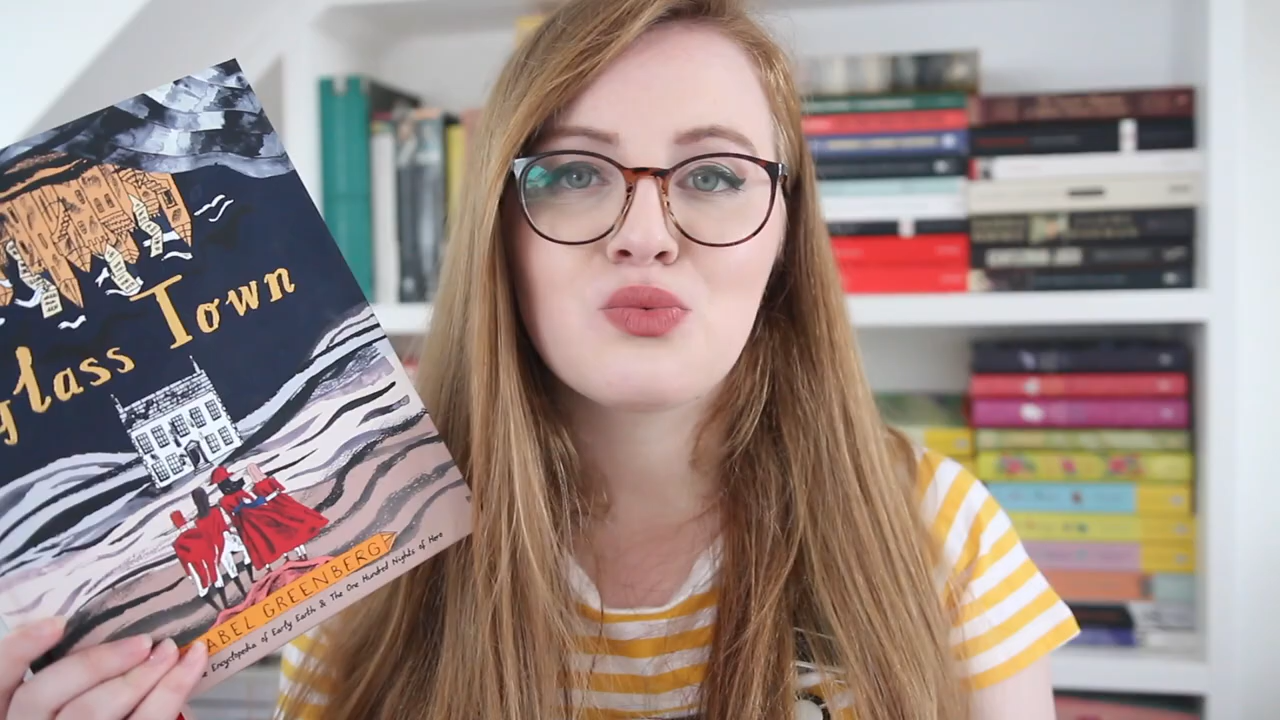 glass Town
ABEL GREENBERG
Encyclopedia of Early Earth & The One Hundred Nights of Hero